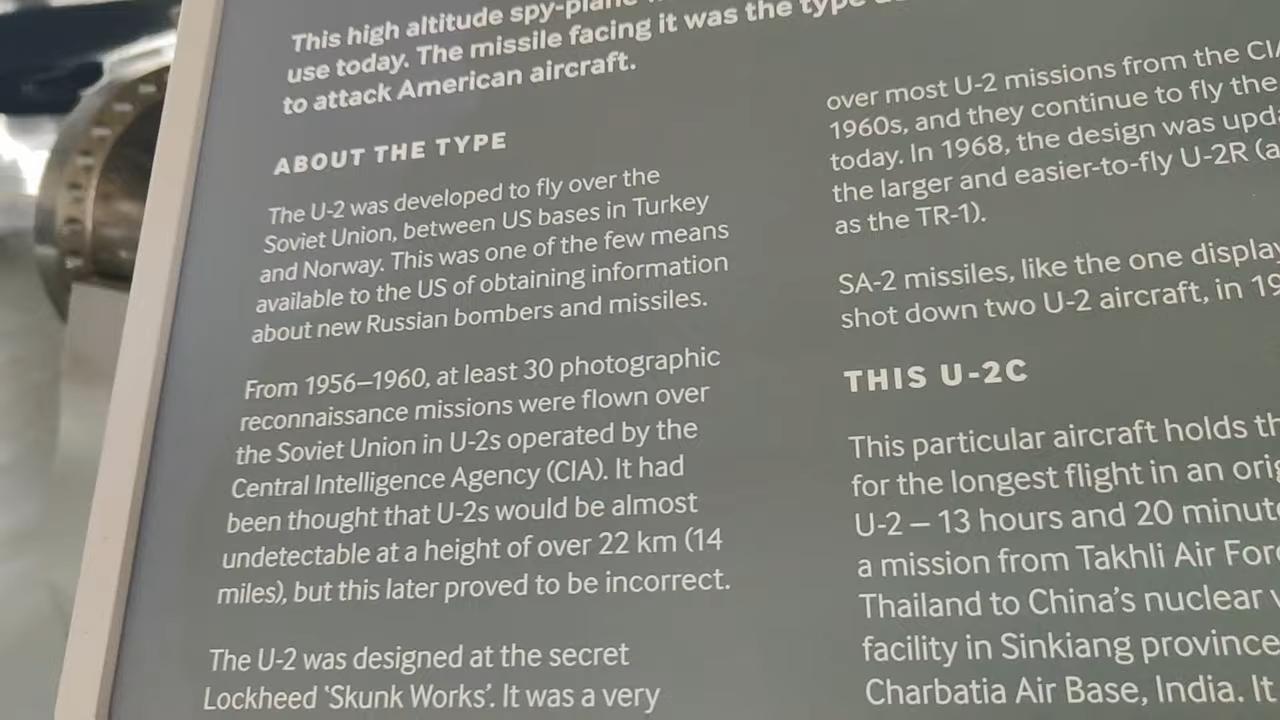 This high altitude spy-plane
use today. The missile facing it was the type
to attack American aircraft.
ABOUT THE TYPE
The U-2 was developed to fly over the
Soviet Union, between US bases in Turkey
and Norway. This was one of the few means
available to the US of obtaining information
about new Russian bombers and missiles.
From 1956–1960, at least 30 photographic
reconnaissance missions were flown over
the Soviet Union in U-2s operated by the
Central Intelligence Agency (CIA). It had
been thought that U-2s would be almost
undetectable at a height of over 22 km (14
miles), but this later proved to be incorrect.
The U-2 was designed at the secret
Lockheed ‘Skunk Works’. It was a very
over most U-2 missions from the CIA
1960s, and they continue to fly the
today. In 1968, the design was
the larger and easier-to-fly U-2R
as the TR-1).
SA-2 missiles, like the one
shot down two U-2 aircraft, in
THIS U-2C
This particular aircraft holds
for the longest flight in an
U-2 – 13 hours and 20
a mission from Takhli Air
Thailand to China’s nuclear
facility in Sinkiang province
Charbatia Air Base, India. It